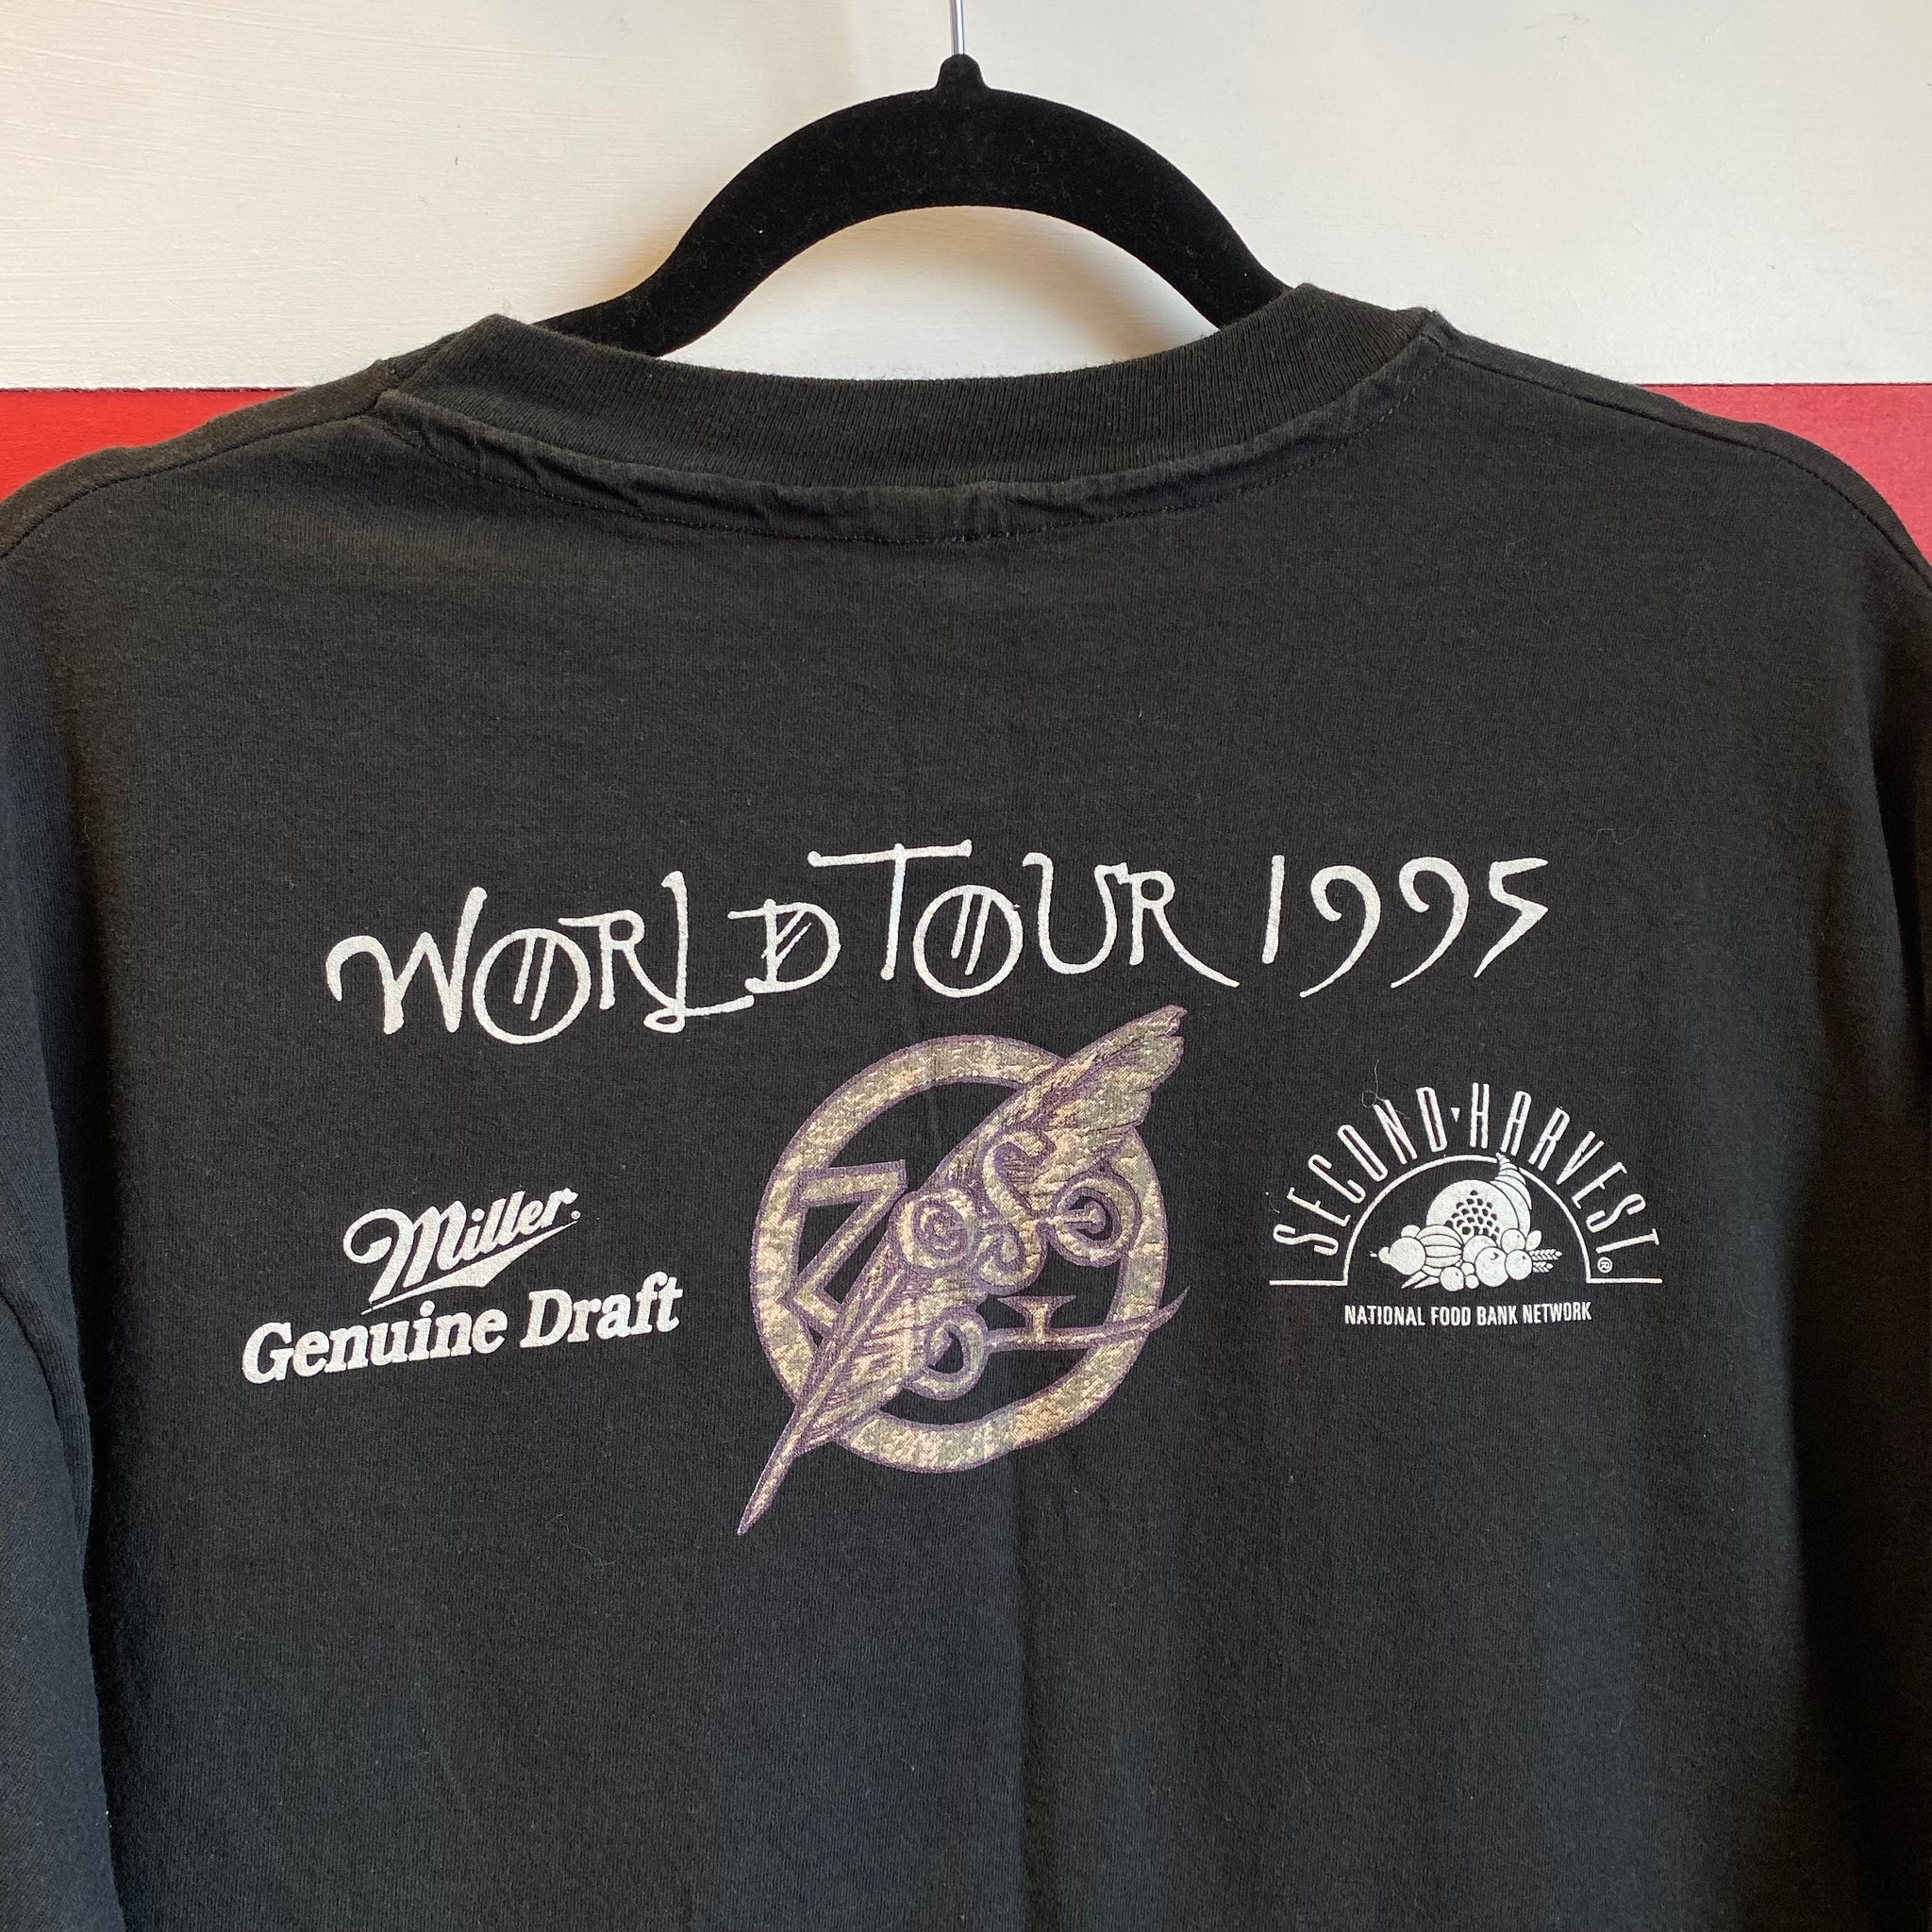 WORLD TOUR 1995
Miller®
Genuine Draft
SECOND·HARVEST®
NATIONAL FOOD BANK NETWORK